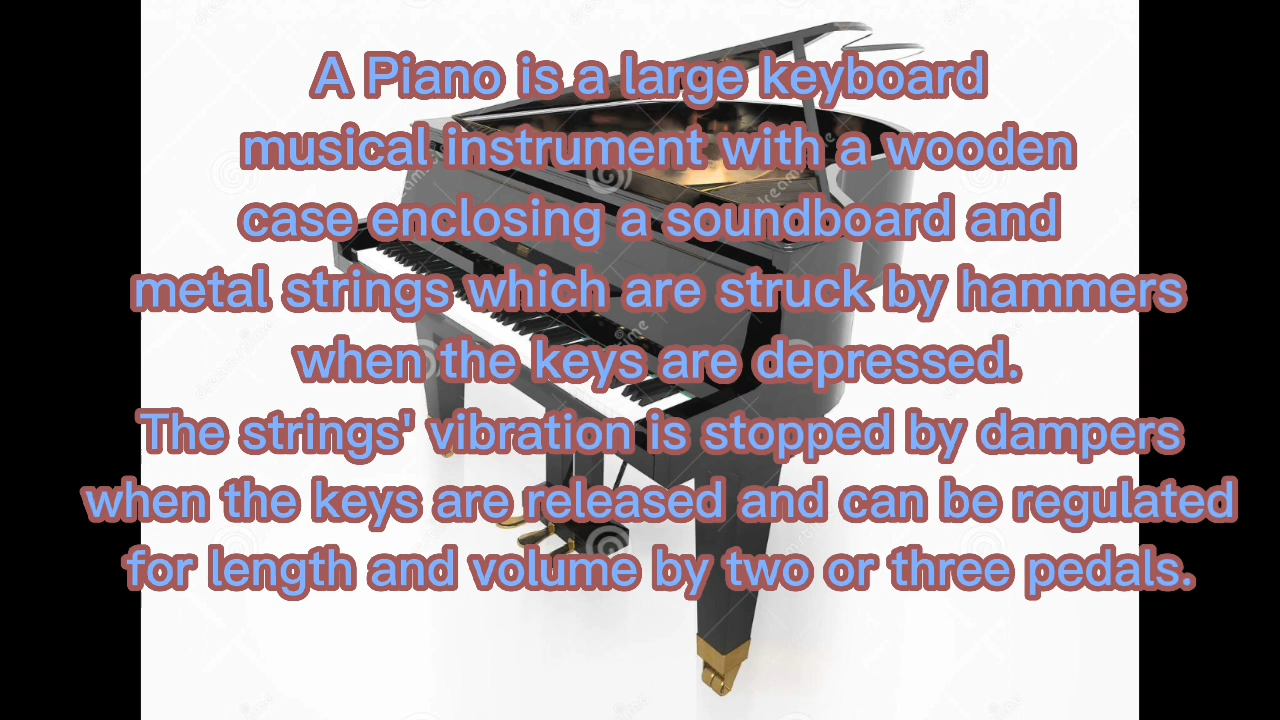 A Piano is a large keyboard
musical instrument with a wooden
case enclosing a soundboard and
metal strings which are struck by hammers
when the keys are depressed.
The strings' vibration is stopped by dampers
when the keys are released and can be regulated
for length and volume by two or three pedals.